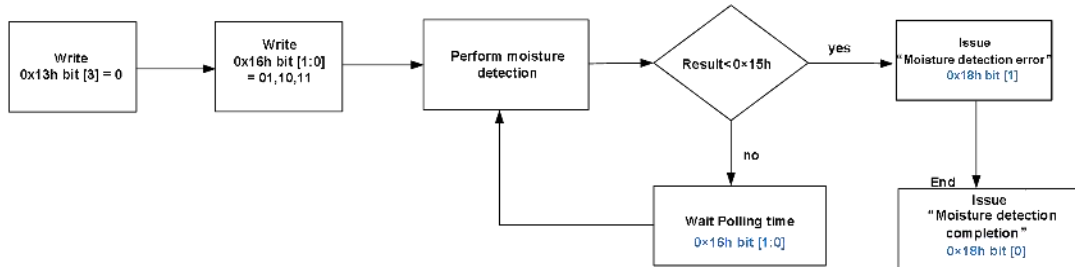 Write
0x13h bit [3] = 0
Write
0x16h bit [1:0]
= 01,10,11
Perform moisture
detection
Result<0×15h
yes
Issue
“Moisture detection error”
0x18h bit [1]
no
Wait Polling time
0×16h bit [1:0]
End
Issue
“Moisture detection
completion”
0×18h bit [0]